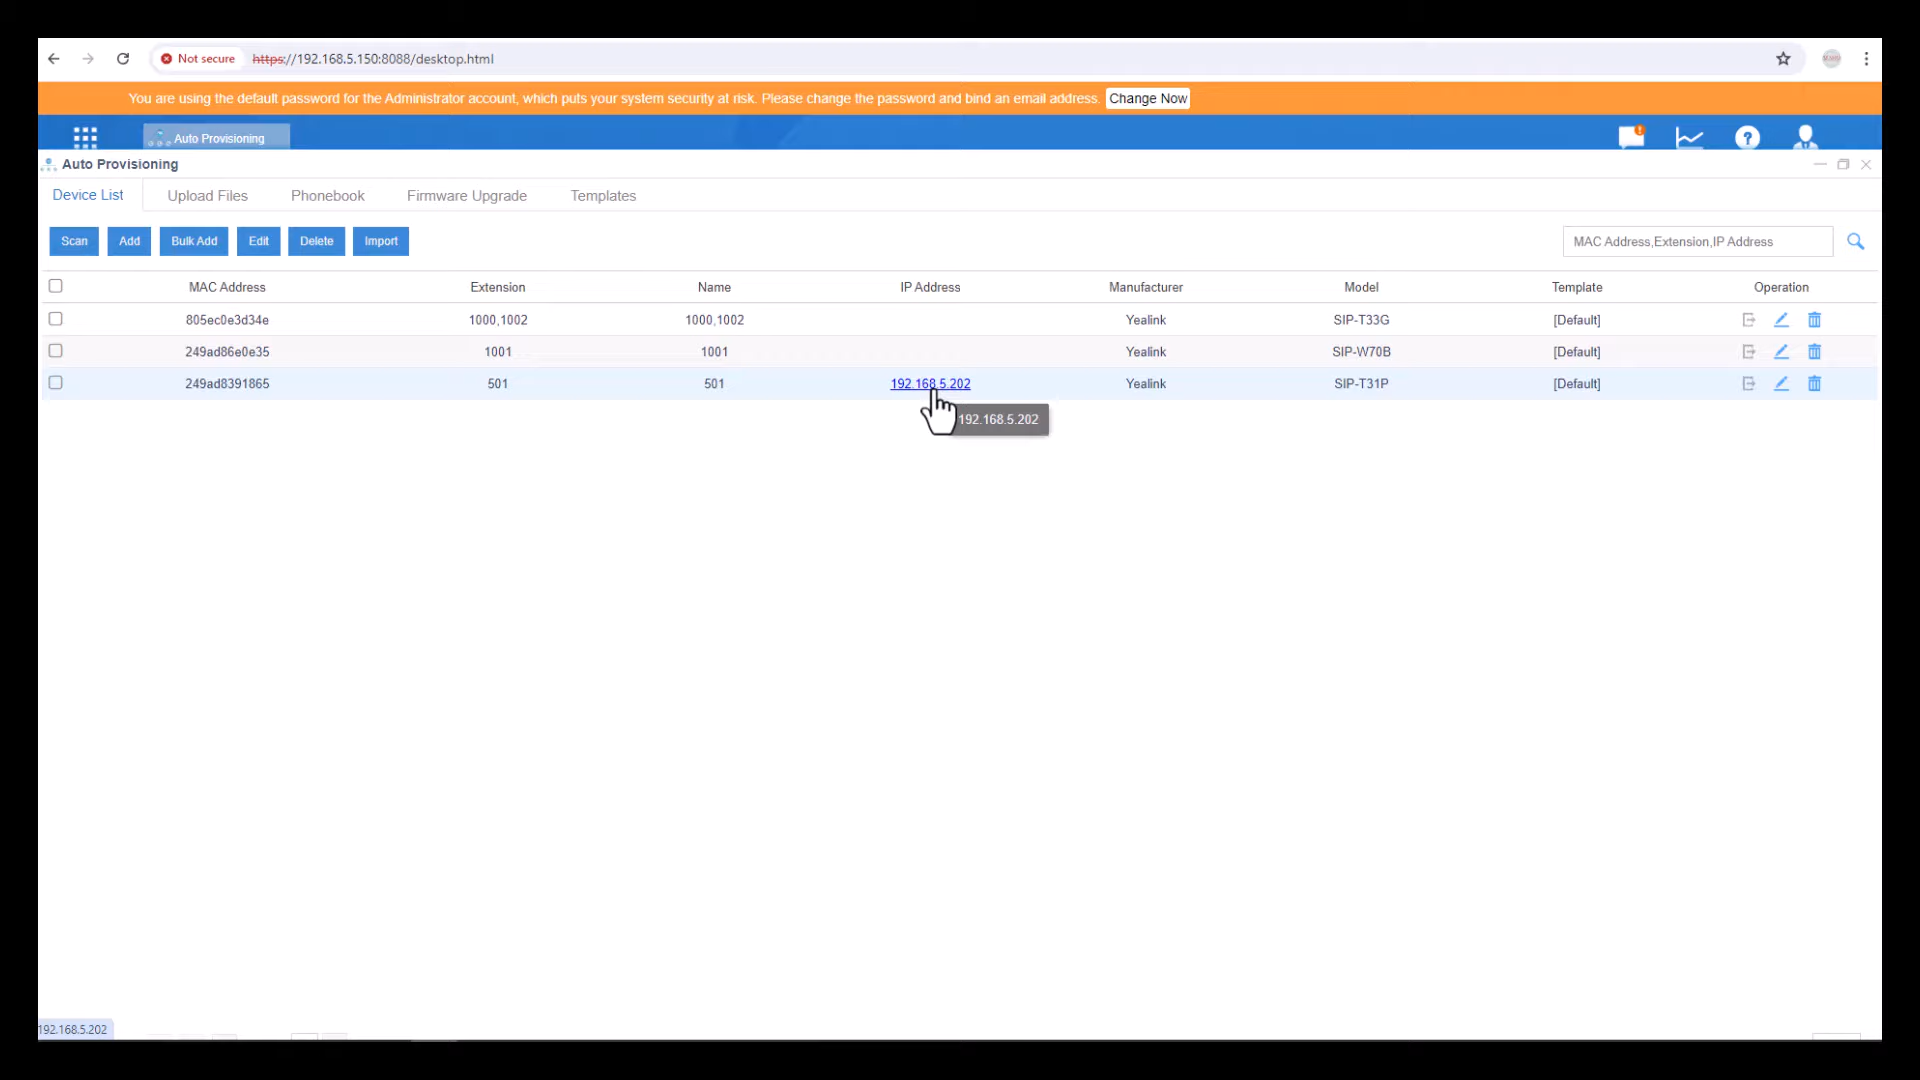 Not secure https://192.168.5.150:8088/desktop.html
You are using the default password for the Administrator account, which puts your system security at risk. Please change the password and bind an email address. Change Now
Auto Provisioning
Auto Provisioning
Device List Upload Files Phonebook Firmware Upgrade Templates
Scan Add Bulk Add Edit Delete Import MAC Address,Extension,IP Address
MAC Address Extension Name IP Address Manufacturer Model Template Operation
805ec0e3d34e 1000,1002 1000,1002 Yealink SIP-T33G [Default]
249ad86e0e35 1001 1001 Yealink SIP-W70B [Default]
249ad8391865 501 501 192.168.5.202 Yealink SIP-T31P [Default]
192.168.5.202
192.168.5.202